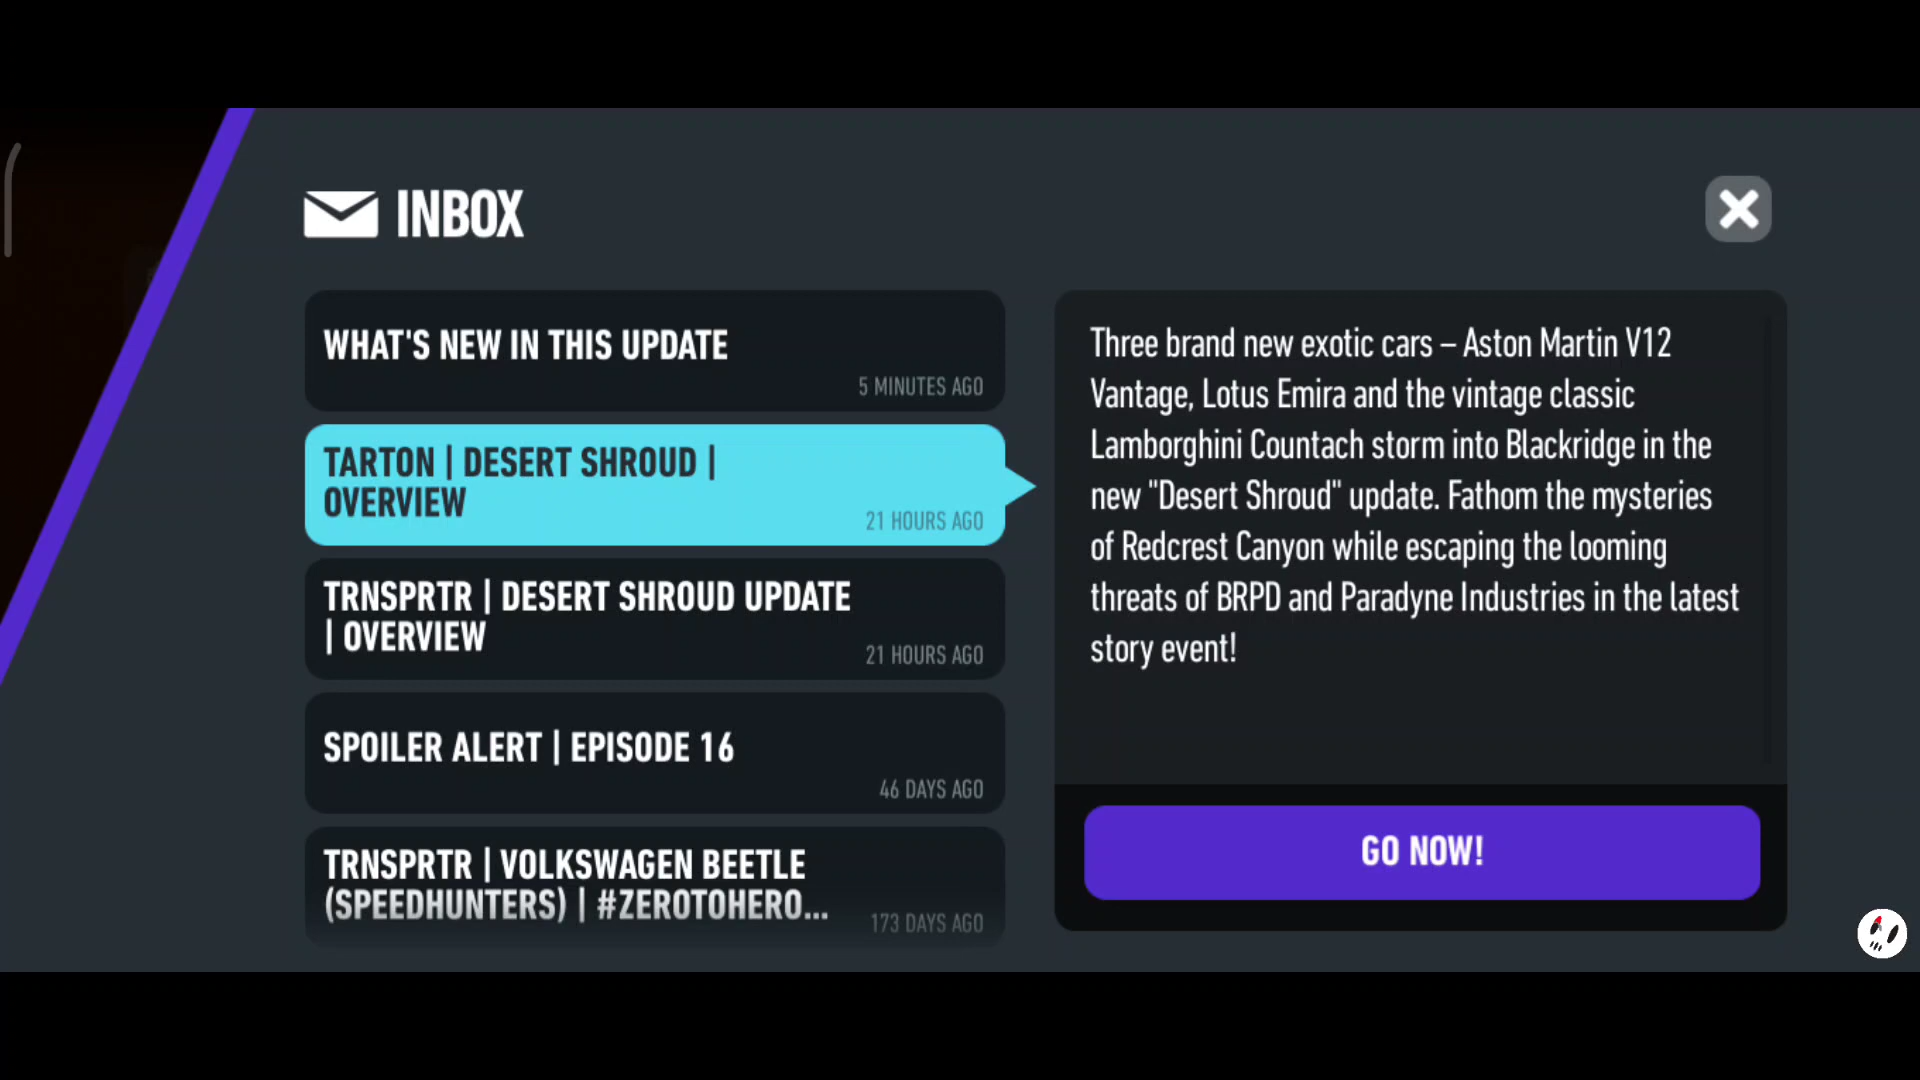 INBOX
WHAT'S NEW IN THIS UPDATE
5 MINUTES AGO
TARTON | DESERT SHROUD |
OVERVIEW
21 HOURS AGO
TRNSPRTR | DESERT SHROUD UPDATE
| OVERVIEW
21 HOURS AGO
SPOILER ALERT | EPISODE 16
46 DAYS AGO
TRNSPRTR | VOLKSWAGEN BEETLE
(SPEEDHUNTERS) | #ZEROTOHERO...
173 DAYS AGO
Three brand new exotic cars – Aston Martin V12
Vantage, Lotus Emira and the vintage classic
Lamborghini Countach storm into Blackridge in the
new "Desert Shroud" update. Fathom the mysteries
of Redcrest Canyon while escaping the looming
threats of BRPD and Paradyne Industries in the latest
story event!
GO NOW!